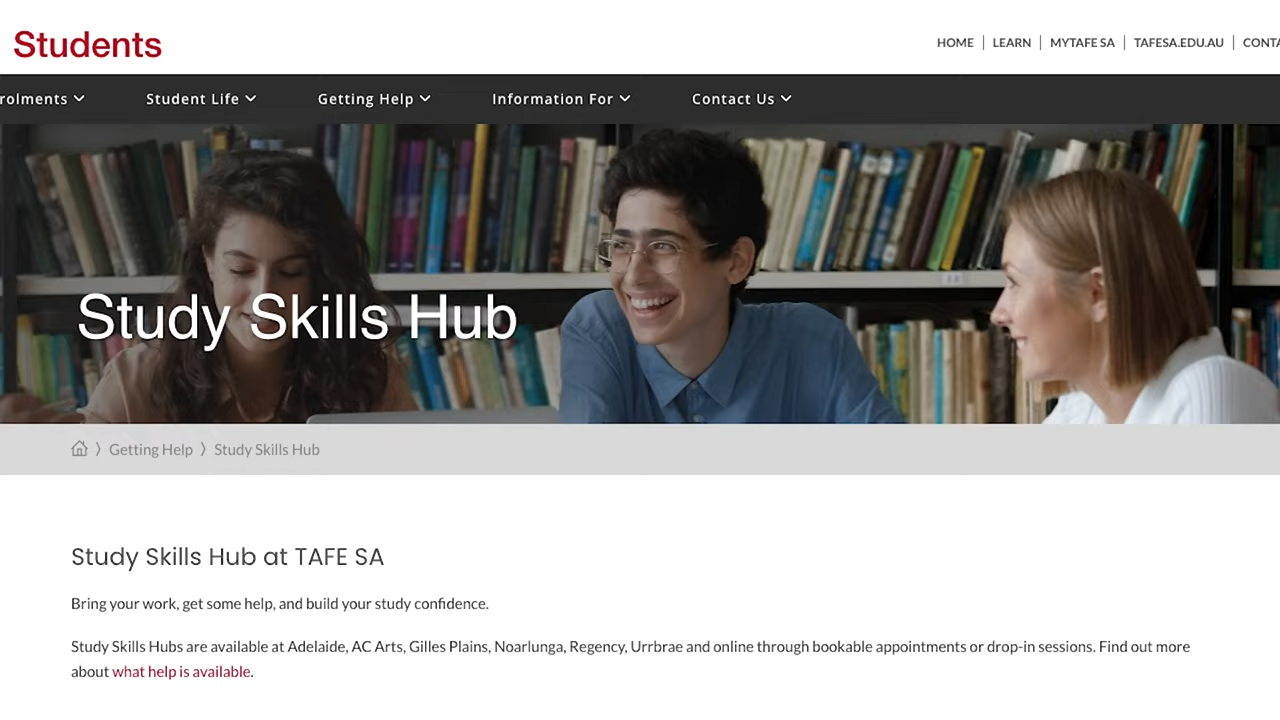 Students
HOME | LEARN | MYTAFE SA | TAFESA.EDU.AU |
Student Life
Getting Help
Information For
Contact Us
Study Skills Hub
Getting Help 〉 Study Skills Hub
Study Skills Hub at TAFE SA
Bring your work, get some help, and build your study confidence.
Study Skills Hubs are available at Adelaide, AC Arts, Gilles Plains, Noarlunga, Regency, Urrbrae and online through bookable appointments or drop-in sessions. Find out more
about what help is available.